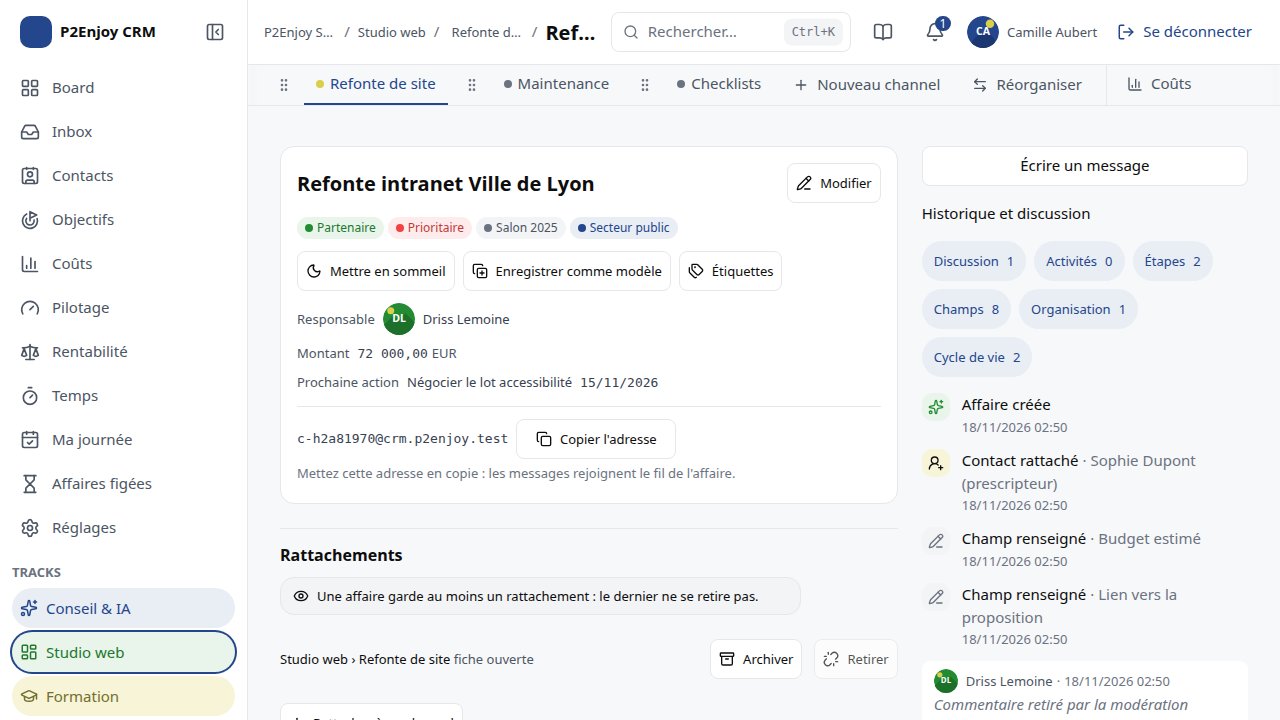 P2Enjoy CRM
P2Enjoy S... / Studio web / Refonte d... / Ref...
Rechercher... Ctrl+K
1
CA Camille Aubert
Se déconnecter
Board
Inbox
Contacts
Objectifs
Coûts
Pilotage
Rentabilité
Temps
Ma journée
Affaires figées
Réglages
TRACKS
Conseil & IA
Studio web
Formation
Refonte de site
Maintenance
Checklists
Nouveau channel
Réorganiser
Coûts
Refonte intranet Ville de Lyon
Modifier
Partenaire Prioritaire Salon 2025 Secteur public
Mettre en sommeil Enregistrer comme modèle Étiquettes
Responsable DL Driss Lemoine
Montant 72 000,00 EUR
Prochaine action Négocier le lot accessibilité 15/11/2026
c-h2a81970@crm.p2enjoy.test Copier l'adresse
Mettez cette adresse en copie : les messages rejoignent le fil de l'affaire.
Rattachements
Une affaire garde au moins un rattachement : le dernier ne se retire pas.
Studio web › Refonte de site fiche ouverte
Archiver Retirer
Écrire un message
Historique et discussion
Discussion 1 Activités 0 Étapes 2
Champs 8 Organisation 1
Cycle de vie 2
Affaire créée
18/11/2026 02:50
Contact rattaché · Sophie Dupont
(prescripteur)
18/11/2026 02:50
Champ renseigné · Budget estimé
18/11/2026 02:50
Champ renseigné · Lien vers la
proposition
18/11/2026 02:50
DL Driss Lemoine · 18/11/2026 02:50
Commentaire retiré par la modération